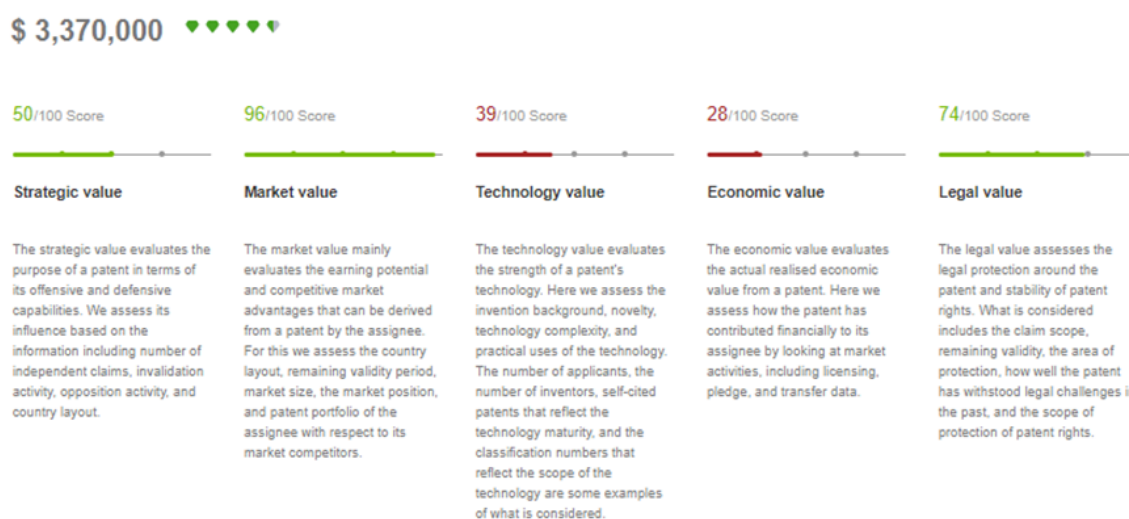 $ 3,370,000
50/100 Score
96/100 Score
39/100 Score
28/100 Score
74/100 Score
Strategic value
Market value
Technology value
Economic value
Legal value
The strategic value evaluates the
purpose of a patent in terms of
its offensive and defensive
capabilities. We assess its
influence based on the
information including number of
independent claims, invalidation
activity, opposition activity, and
country layout.
The market value mainly
evaluates the earning potential
and competitive market
advantages that can be derived
from a patent by the assignee.
For this we assess the country
layout, remaining validity period,
market size, the market position,
and patent portfolio of the
assignee with respect to its
market competitors.
The technology value evaluates
the strength of a patent's
technology. Here we assess the
invention background, novelty,
technology complexity, and
practical uses of the technology.
The number of applicants, the
number of inventors, self-cited
patents that reflect the
technology maturity, and the
classification numbers that
reflect the scope of the
technology are some examples
of what is considered.
The economic value evaluates
the actual realised economic
value from a patent. Here we
assess how the patent has
contributed financially to its
assignee by looking at market
activities, including licensing,
pledge, and transfer data.
The legal value assesses the
legal protection around the
patent and stability of patent
rights. What is considered
includes the claim scope,
remaining validity, the area of
protection, how well the patent
has withstood legal challenges
the past, and the scope of
protection of patent rights.